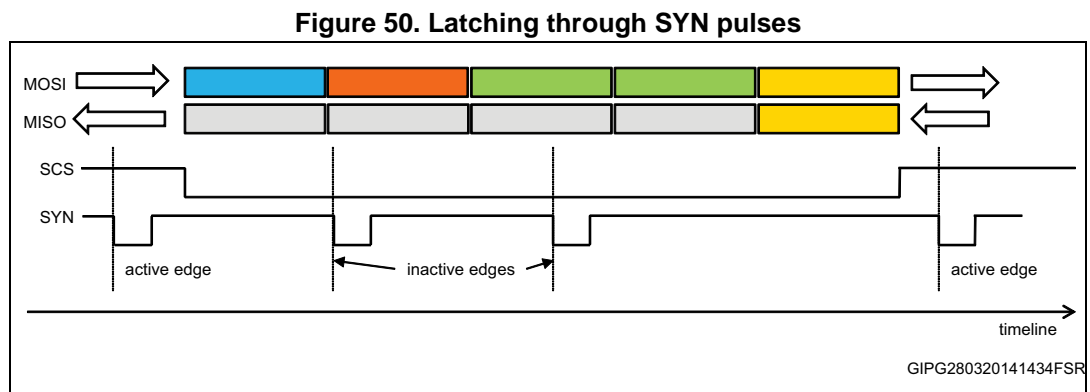 Figure 50. Latching through SYN pulses
MOSI
MISO
SCS
SYN
active edge
inactive edges
active edge
timeline
GIPG280320141434FSR